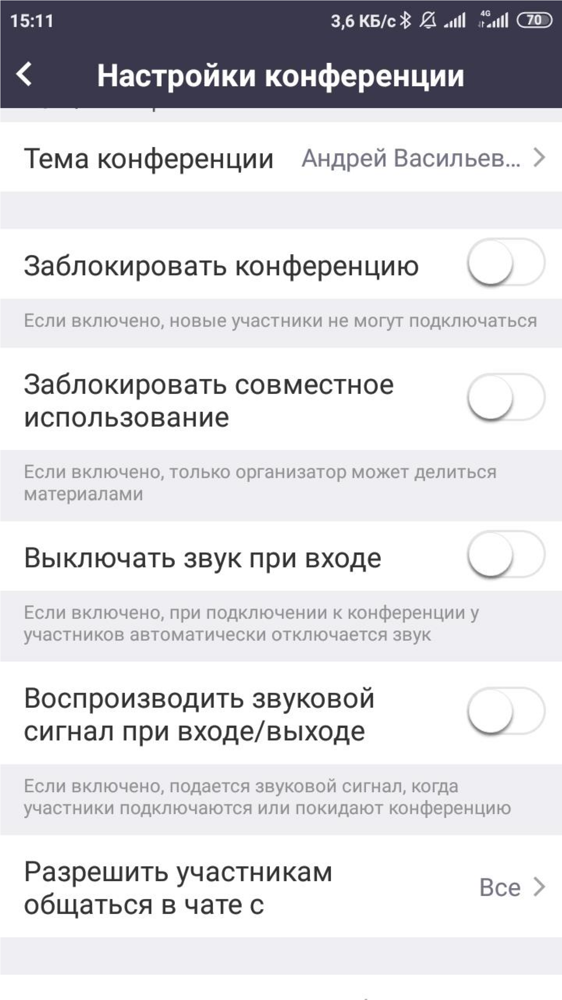 15:11 3,6 КБ/с 4G 70
Настройки конференции
Тема конференции Андрей Васильев...
Заблокировать конференцию
Если включено, новые участники не могут подключаться
Заблокировать совместное
использование
Если включено, только организатор может делиться
материалами
Выключать звук при входе
Если включено, при подключении к конференции у
участников автоматически отключается звук
Воспроизводить звуковой
сигнал при входе/выходе
Если включено, подается звуковой сигнал, когда
участники подключаются или покидают конференцию
Разрешить участникам
общаться в чате с
Все